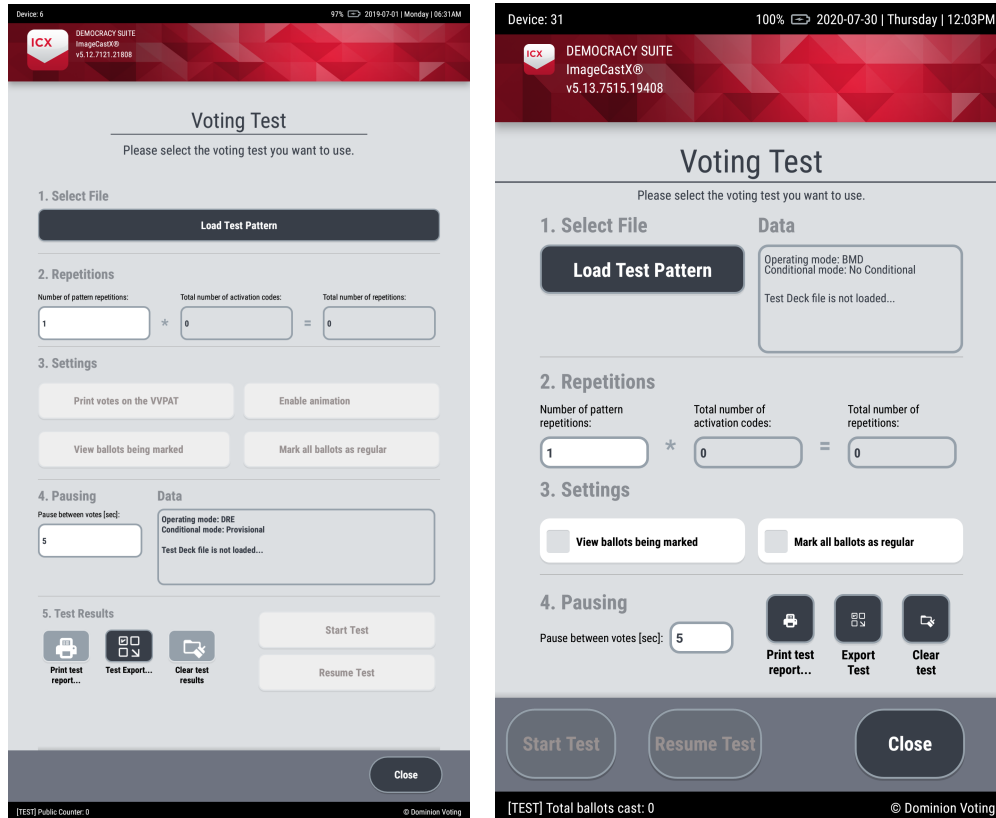 Device: 6
97% 2019-07-01 | Monday | 06:31AM
ICX
DEMOCRACY SUITE
ImageCastX®
v5.12.7121.21808
Voting Test
Please select the voting test you want to use.
1. Select File
Load Test Pattern
2. Repetitions
Number of pattern repetitions:
Total number of activation codes:
Total number of repetitions:
1 * 0 = 0
3. Settings
Print votes on the VVPAT
Enable animation
View ballots being marked
Mark all ballots as regular
4. Pausing
Pause between votes [sec]:
5
Data
Operating mode: DRE
Conditional mode: Provisional
Test Deck file is not loaded...
5. Test Results
Print test
report...
Test Export...
Clear test
results
Start Test
Resume Test
Close
[TEST] Public Counter: 0
© Dominion Voting
Device: 31
100% 2020-07-30 | Thursday | 12:03PM
ICX
DEMOCRACY SUITE
ImageCastX®
v5.13.7515.19408
Voting Test
Please select the voting test you want to use.
1. Select File
Load Test Pattern
Data
Operating mode: BMD
Conditional mode: No Conditional
Test Deck file is not loaded...
2. Repetitions
Number of pattern
repetitions:
Total number of
activation codes:
Total number of
repetitions:
1 * 0 = 0
3. Settings
View ballots being marked
Mark all ballots as regular
4. Pausing
Pause between votes [sec]: 5
Print test
report...
Export
Test
Clear
test
Start Test
Resume Test
Close
[TEST] Total ballots cast: 0
© Dominion Voting